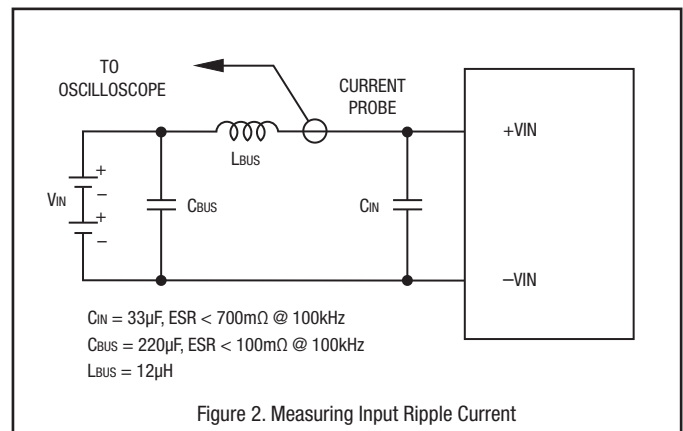 TO
OSCILLOSCOPE
CURRENT
PROBE
+VIN
LBUS
+
VIN
–
+
–
CBUS
CIN
–VIN
CIN = 33µF, ESR < 700mΩ @ 100kHz
CBUS = 220µF, ESR < 100mΩ @ 100kHz
LBUS = 12µH
Figure 2. Measuring Input Ripple Current